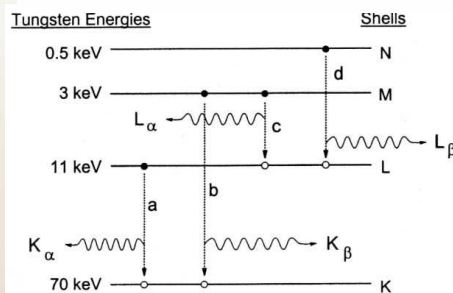 Tungsten Energies Shells
0.5 keV N
d
3 keV M
Lα c
Lβ
11 keV L
a b
Kα Kβ
70 keV K